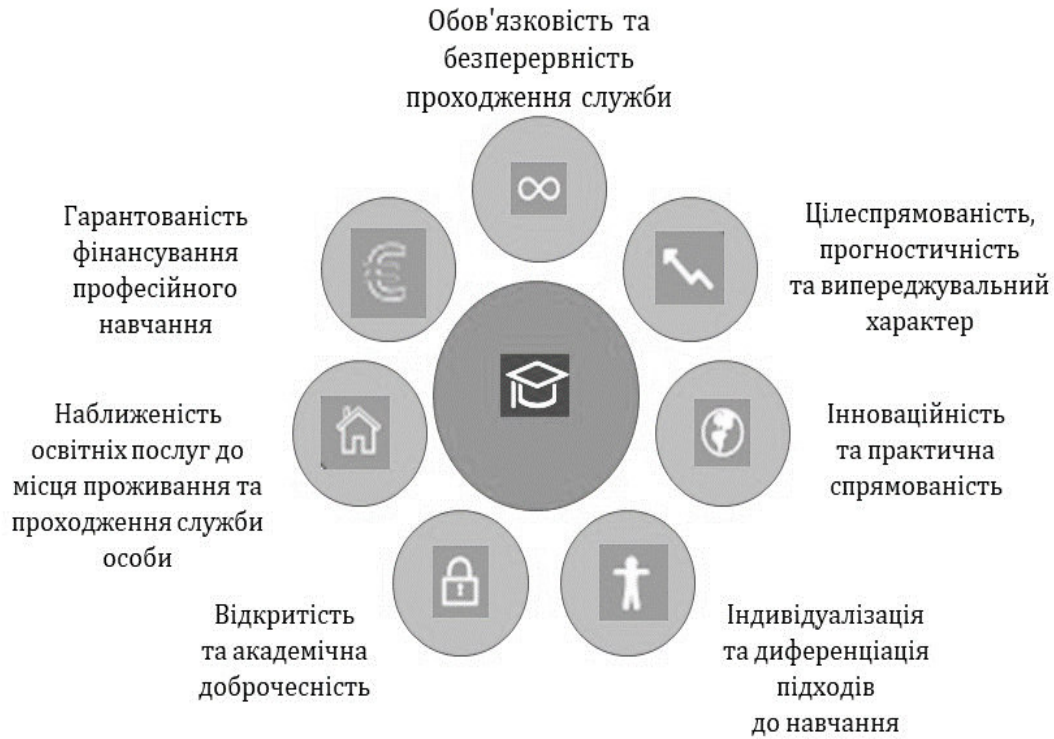 Обов'язковість та
безперервність
проходження служби
Гарантованість
фінансування
професійного
навчання
Цілеспрямованість,
прогностичність
та випереджувальний
характер
Наближеність
освітніх послуг до
місця проживання та
проходження служби
особи
Інноваційність
та практична
спрямованість
Відкритість
та академічна
доброчесність
Індивідуалізація
та диференціація
підходів
до навчання